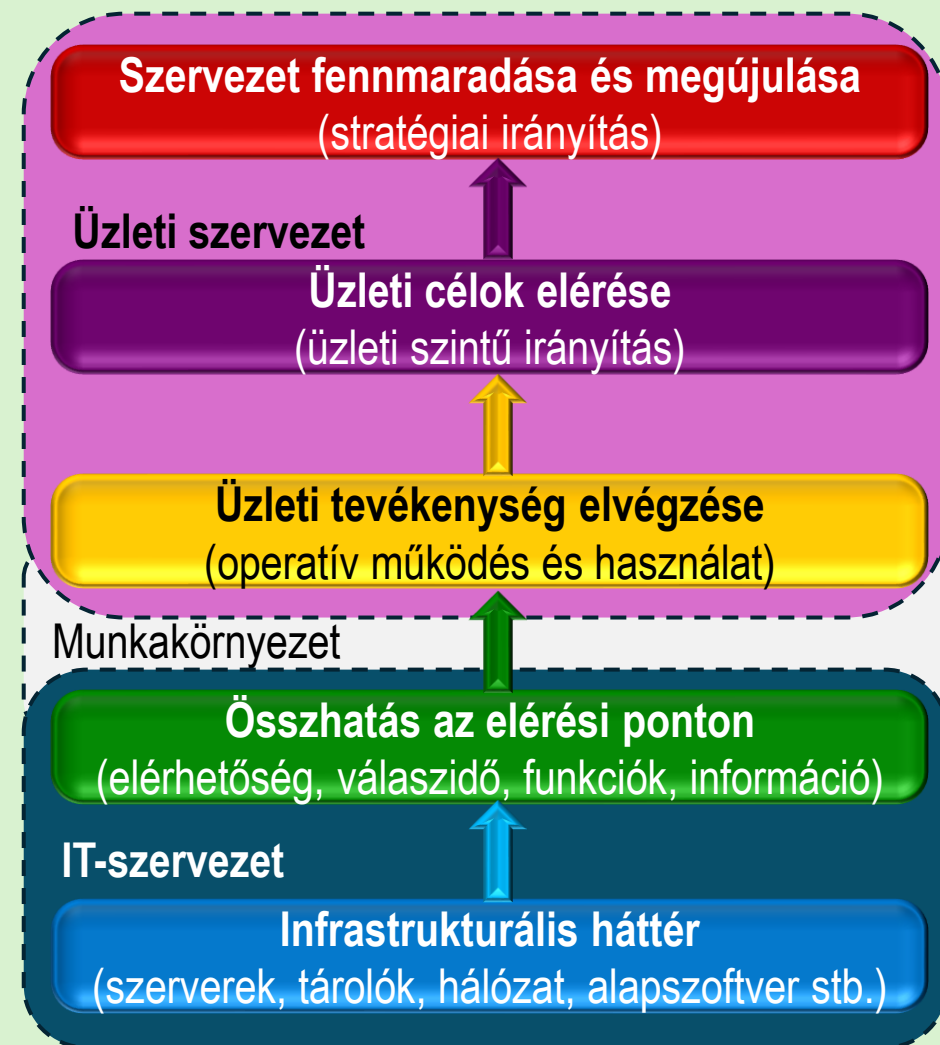 Szervezet fennmaradása és megújulása
(stratégiai irányítás)
Üzleti szervezet
Üzleti célok elérése
(üzleti szintű irányítás)
Üzleti tevékenység elvégzése
(operatív működés és használat)
Munkakörnyezet
Összhatás az elérési ponton
(elérhetőség, válaszidő, funkciók, információ)
IT-szervezet
Infrastrukturális háttér
(szerverek, tárolók, hálózat, alapszoftver stb.)